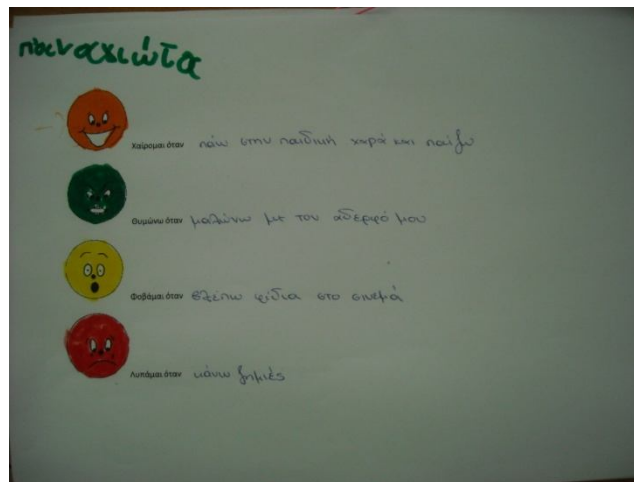 παναγιώτα
Χαίρομαι όταν πάω στην παιδική χαρά και παίζω
Θυμώνω όταν μαλώνω με τον αδερφό μου
Φοβάμαι όταν βλέπω φίδια στο σινεμά
Λυπάμαι όταν κάνω ζημιές